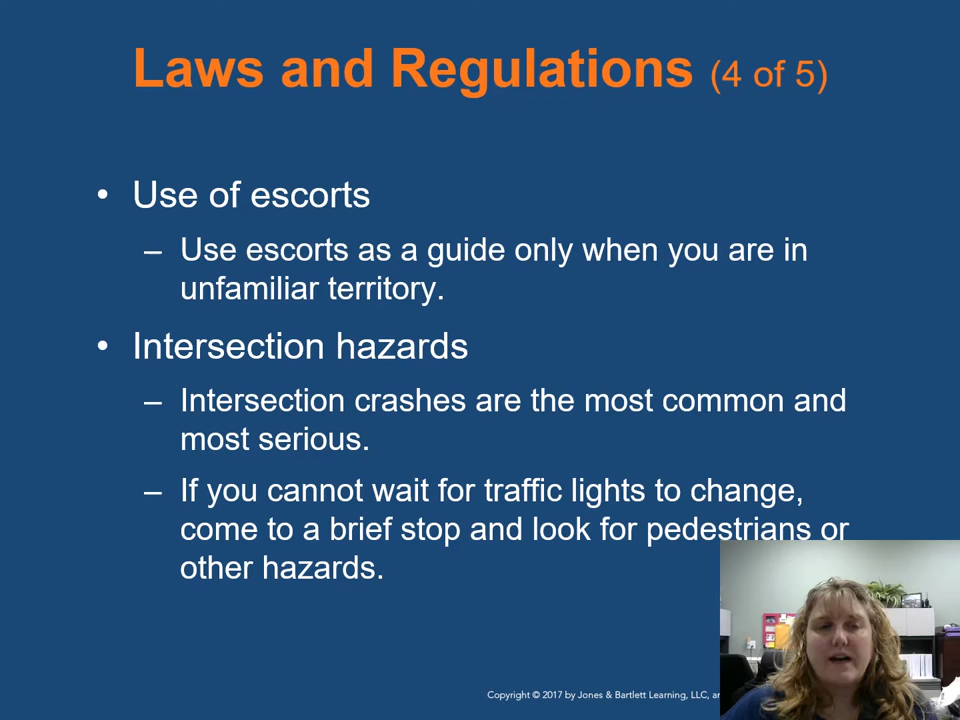 Laws and Regulations (4 of 5)
• Use of escorts
– Use escorts as a guide only when you are in
unfamiliar territory.
• Intersection hazards
– Intersection crashes are the most common and
most serious.
– If you cannot wait for traffic lights to change,
come to a brief stop and look for pedestrians or
other hazards.
Copyright © 2017 by Jones & Bartlett Learning, LLC, an